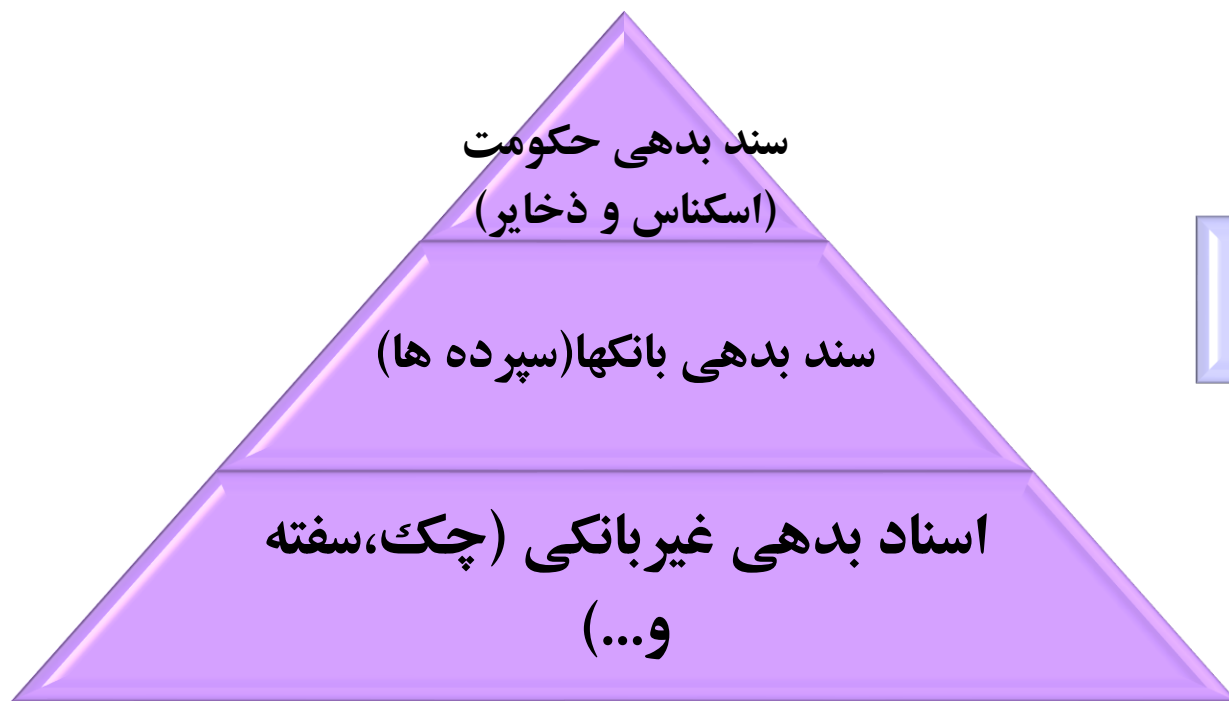 سند بدهی حکومت
(اسکناس و ذخایر)
سند بدهی بانکها(سپرده ها)
اسناد بدهی غیربانکی (چک،سفته
و...)